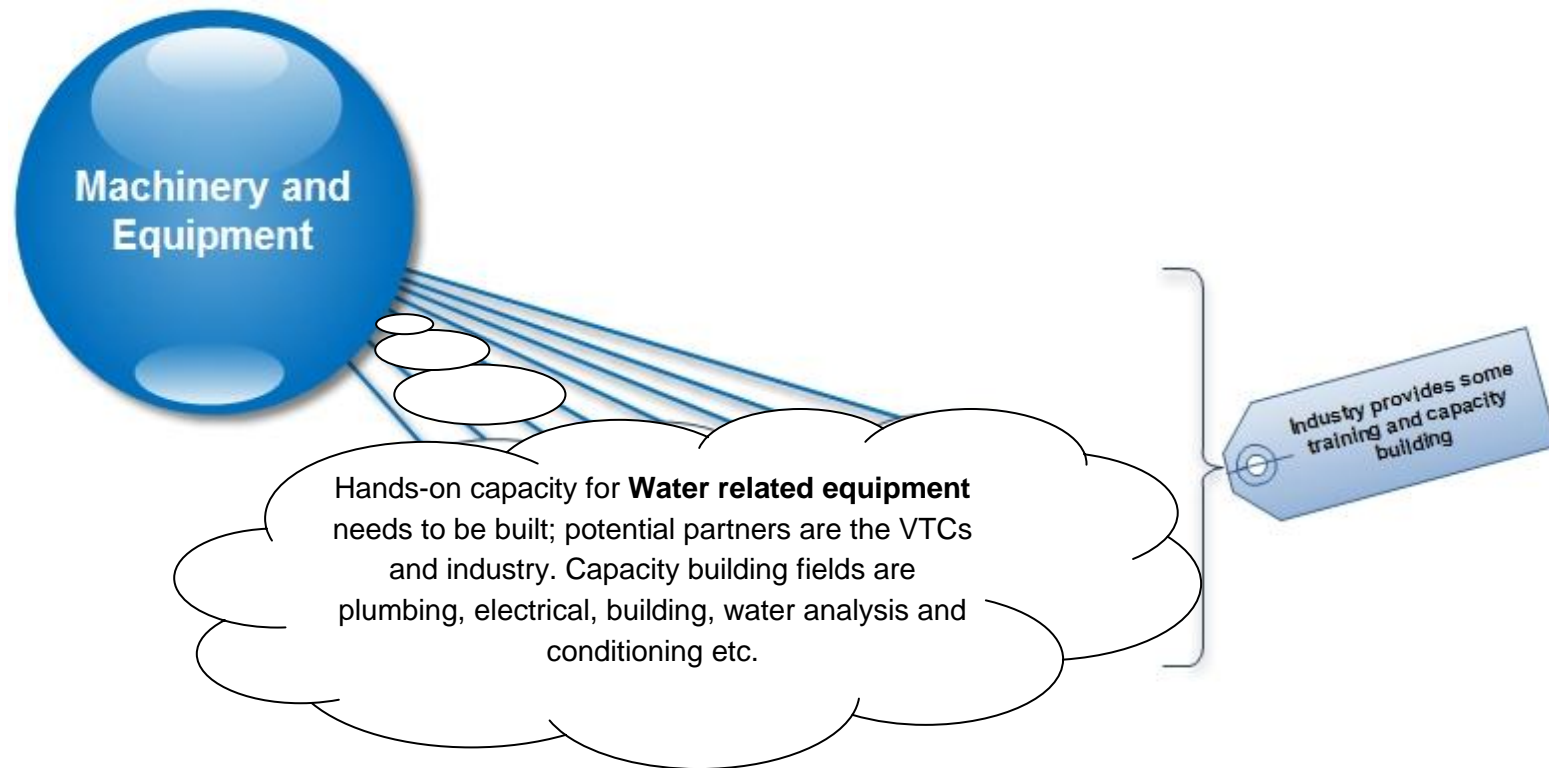 Machinery and
Equipment
Hands-on capacity for Water related equipment
needs to be built; potential partners are the VTCs
and industry. Capacity building fields are
plumbing, electrical, building, water analysis and
conditioning etc.
Industry provides some
training and capacity
building